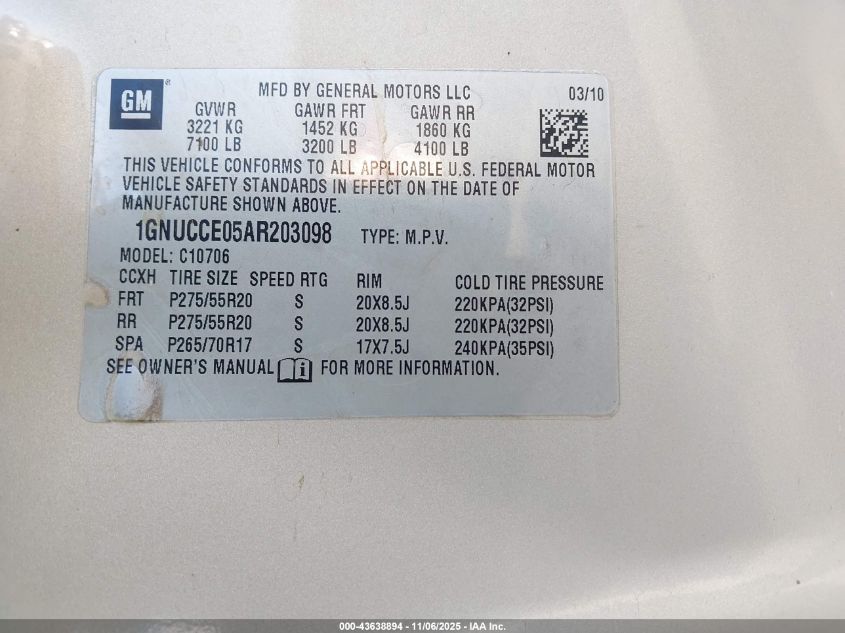 GM ®
MFD BY GENERAL MOTORS LLC 03/10
GVWR GAWR FRT GAWR RR
3221 KG 1452 KG 1860 KG
7100 LB 3200 LB 4100 LB
THIS VEHICLE CONFORMS TO ALL APPLICABLE U.S. FEDERAL MOTOR
VEHICLE SAFETY STANDARDS IN EFFECT ON THE DATE OF
MANUFACTURE SHOWN ABOVE.
1GNUCCE05AR203098 TYPE: M.P.V.
MODEL: C10706
CCXH TIRE SIZE SPEED RTG RIM COLD TIRE PRESSURE
FRT P275/55R20 S 20X8.5J 220KPA(32PSI)
RR P275/55R20 S 20X8.5J 220KPA(32PSI)
SPA P265/70R17 S 17X7.5J 240KPA(35PSI)
SEE OWNER'S MANUAL FOR MORE INFORMATION.
000-43638894 - 11/06/2025 - IAA Inc.